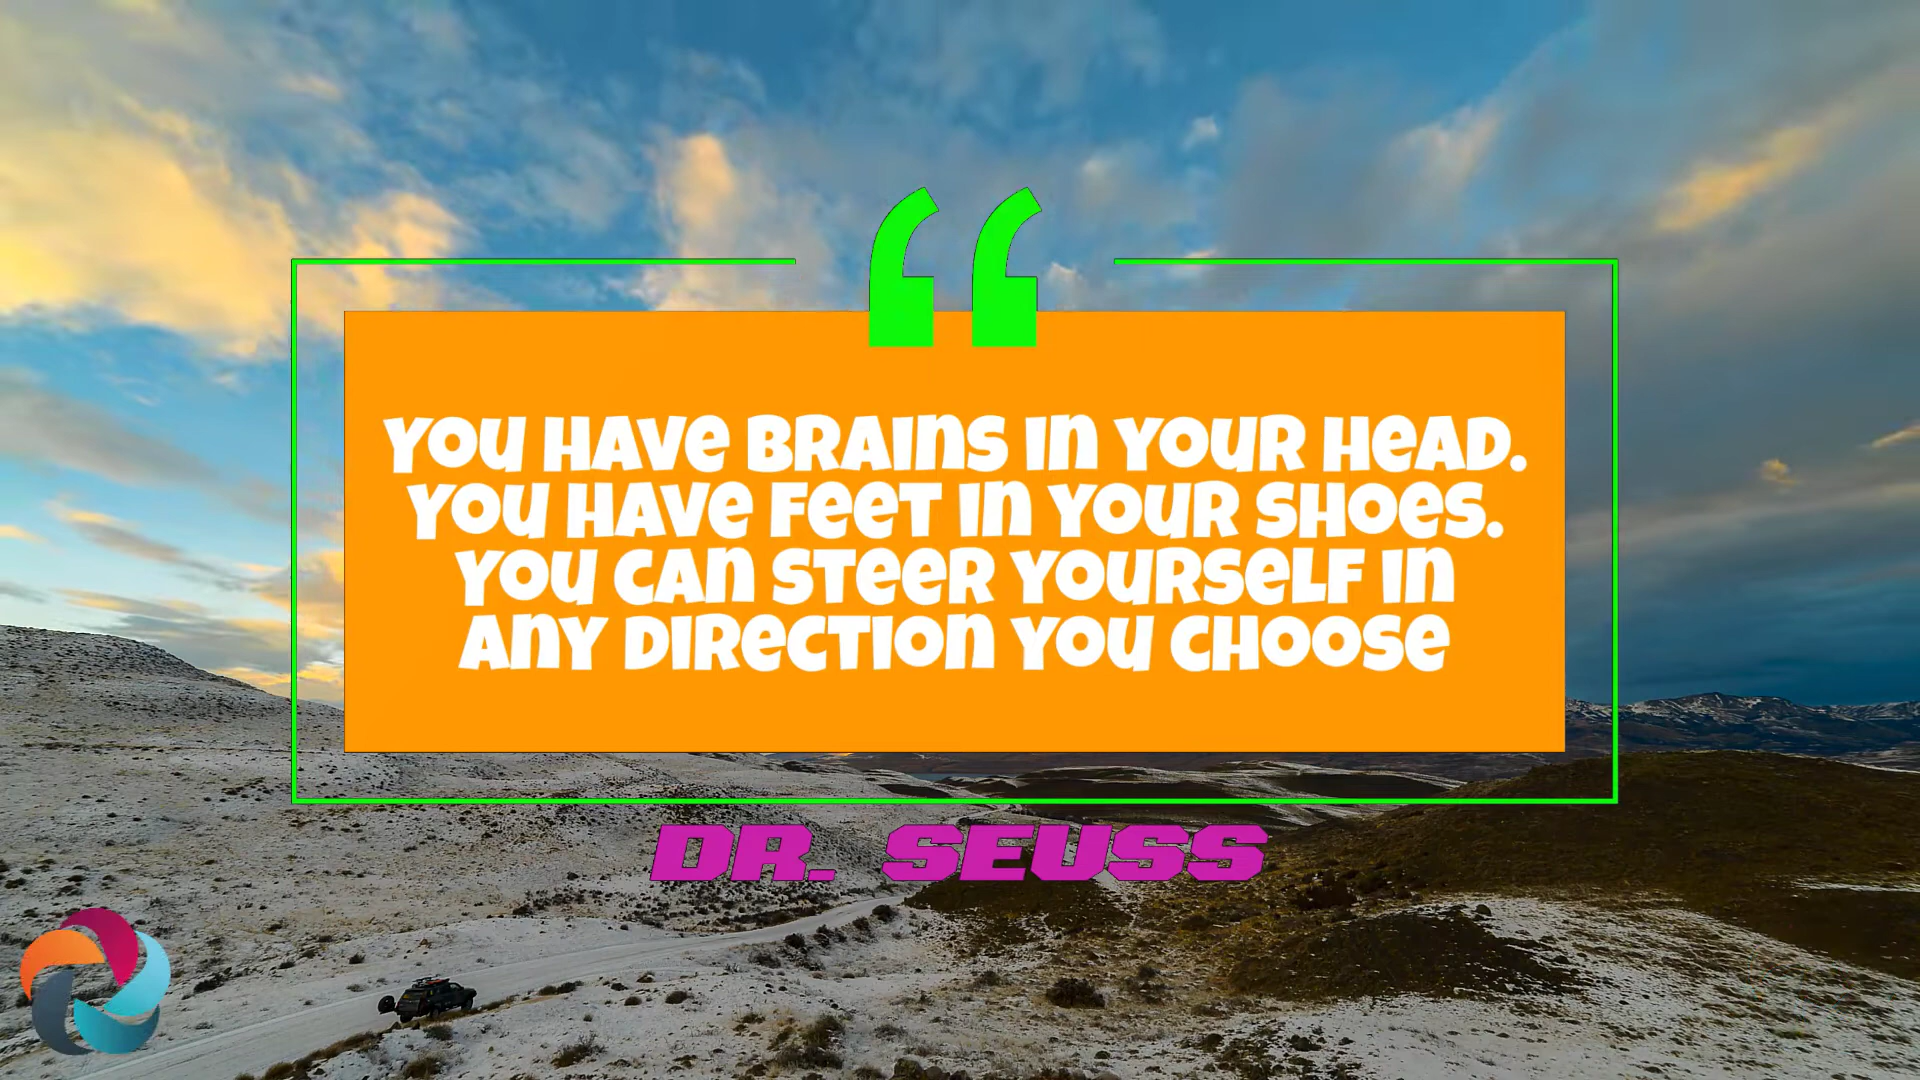 “
YOU HAVE BRAINS IN YOUR HEAD.
YOU HAVE FEET IN YOUR SHOES.
YOU CAN STEER YOURSELF IN
ANY DIRECTION YOU CHOOSE
DR. SEUSS